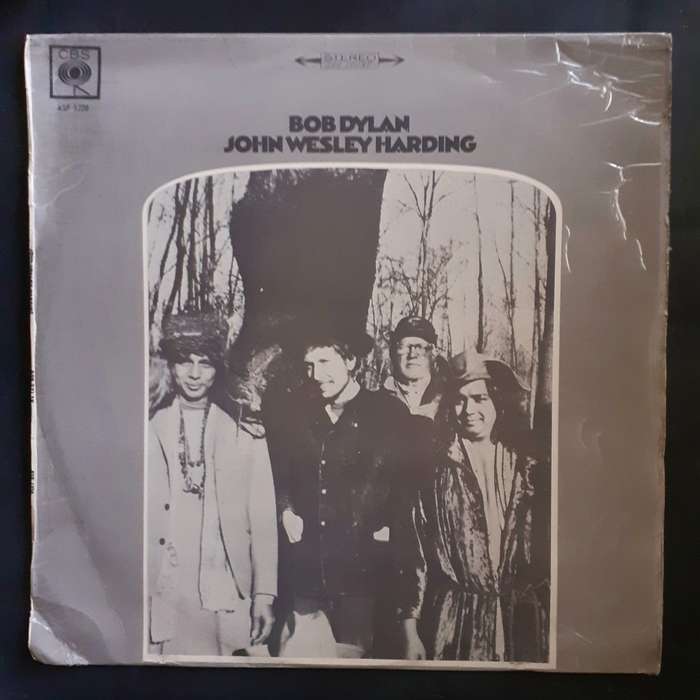 CBS
STEREO
BOB DYLAN
JOHN WESLEY HARDING